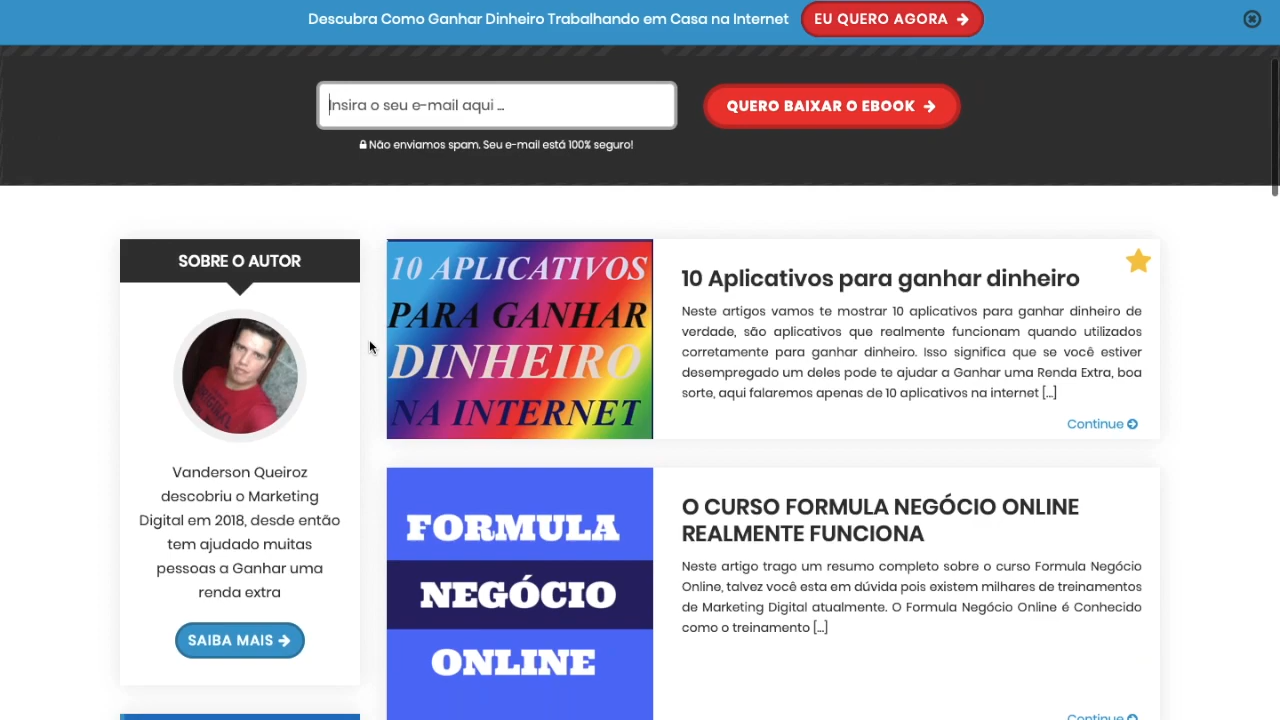 Descubra Como Ganhar Dinheiro Trabalhando em Casa na Internet
EU QUERO AGORA
Insira o seu e-mail aqui ...
QUERO BAIXAR O EBOOK
Não enviamos spam. Seu e-mail está 100% seguro!
SOBRE O AUTOR
Vanderson Queiroz
descobriu o Marketing
Digital em 2018, desde então
tem ajudado muitas
pessoas a Ganhar uma
renda extra
SAIBA MAIS
10 APLICATIVOS
PARA GANHAR
DINHEIRO
NA INTERNET
10 Aplicativos para ganhar dinheiro
Neste artigos vamos te mostrar 10 aplicativos para ganhar dinheiro de
verdade, são aplicativos que realmente funcionam quando utilizados
corretamente para ganhar dinheiro. Isso significa que se você estiver
desempregado um deles pode te ajudar a Ganhar uma Renda Extra, boa
sorte, aqui falaremos apenas de 10 aplicativos na internet [...]
Continue
FORMULA
NEGÓCIO
ONLINE
O CURSO FORMULA NEGÓCIO ONLINE
REALMENTE FUNCIONA
Neste artigo trago um resumo completo sobre o curso Formula Negócio
Online, talvez você esta em dúvida pois existem milhares de treinamentos
de Marketing Digital atualmente. O Formula Negócio Online é Conhecido
como o treinamento [...]
Continue